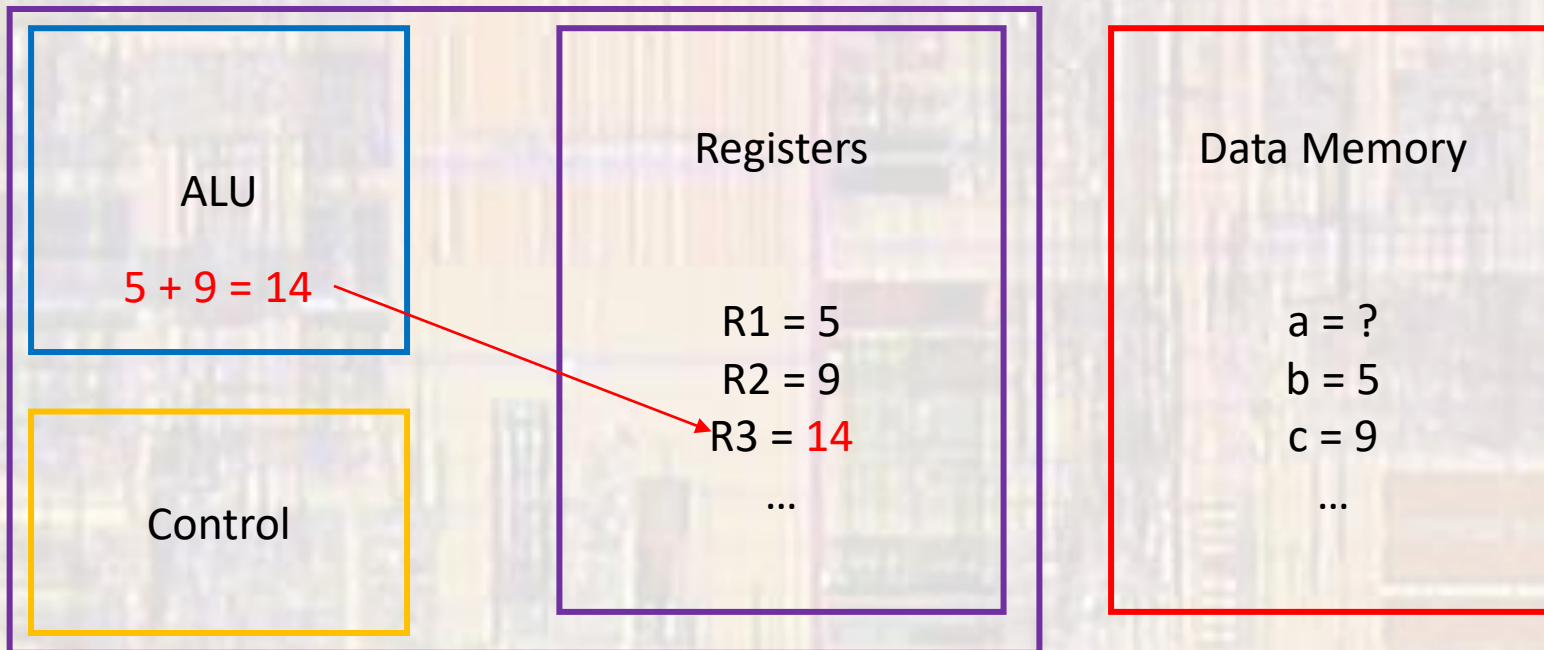 ALU
5 + 9 = 14
Control
Registers
R1 = 5
R2 = 9
R3 = 14
...
Data Memory
a = ?
b = 5
c = 9
...